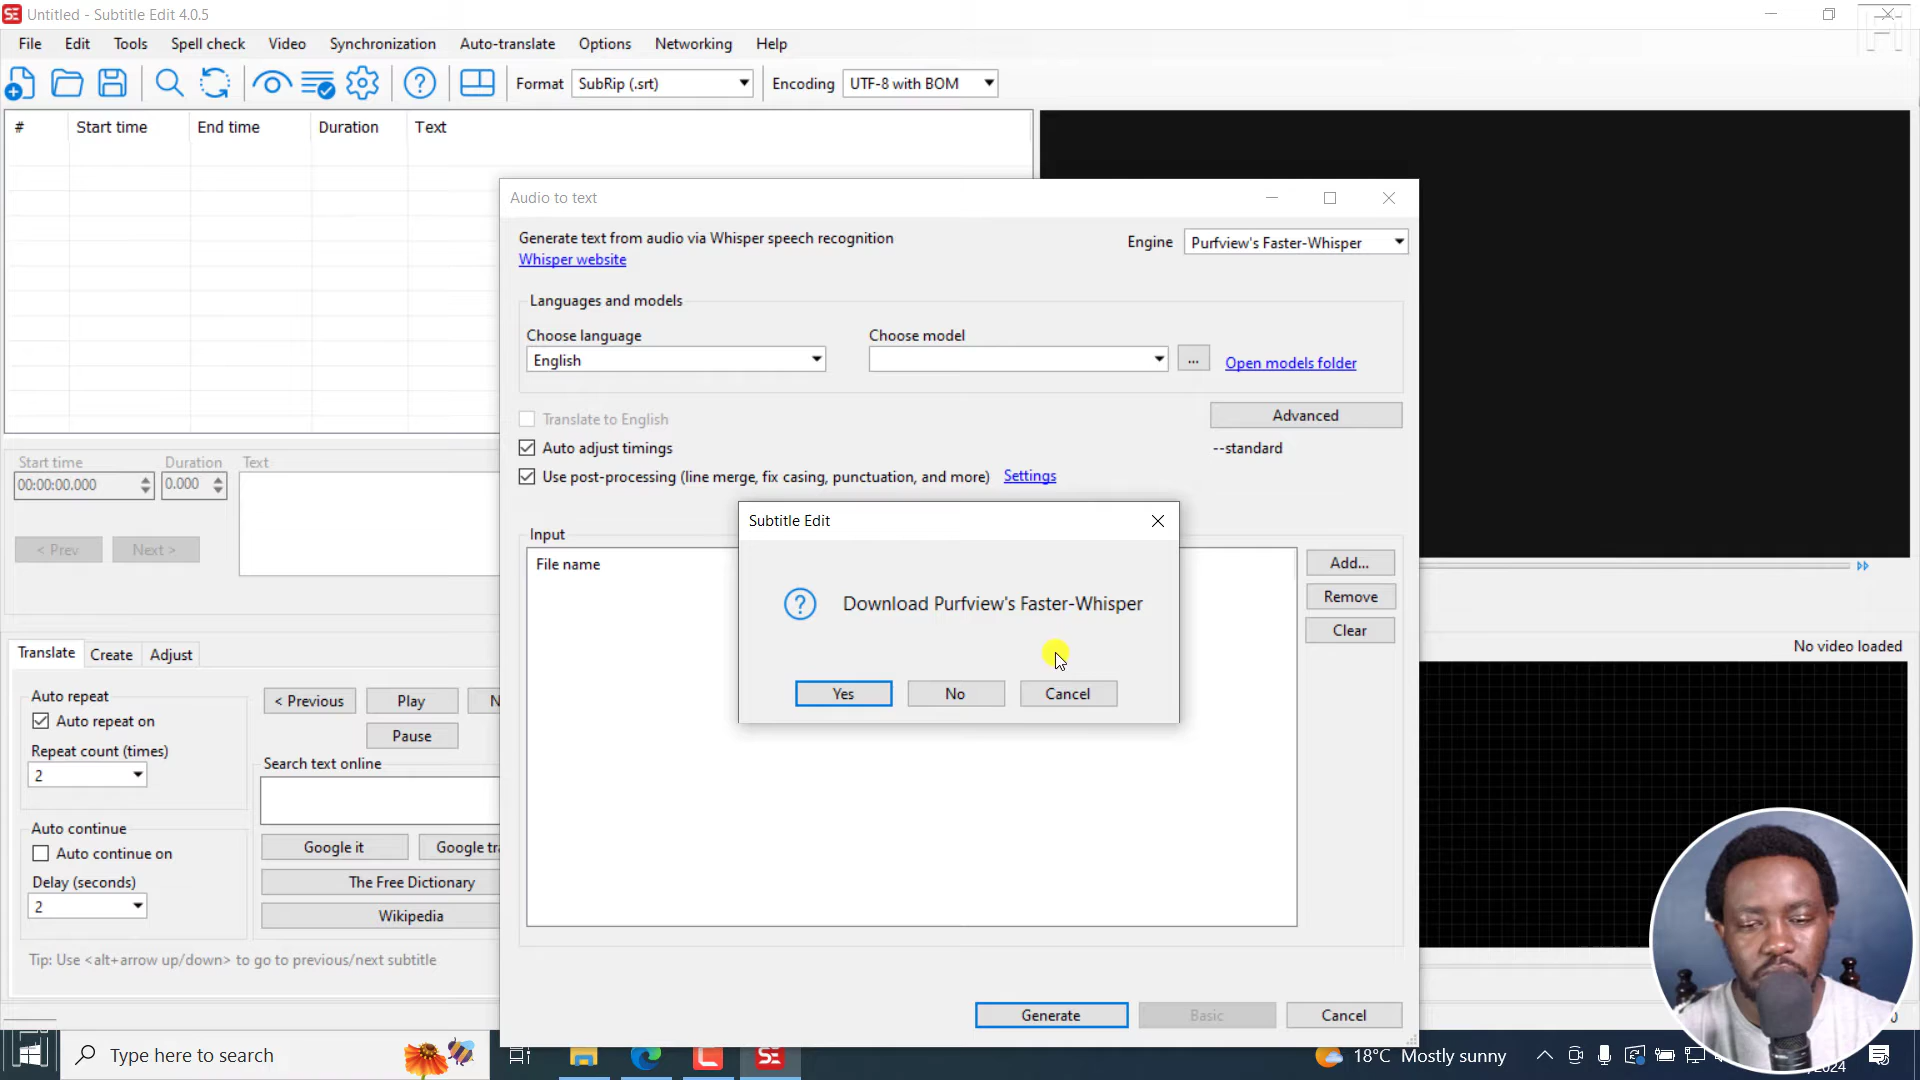 Untitled - Subtitle Edit 4.0.5
File Edit Tools Spell check Video Synchronization Auto-translate Options Networking Help
Format SubRip (.srt) Encoding UTF-8 with BOM
# Start time End time Duration Text
Audio to text
Generate text from audio via Whisper speech recognition
Whisper website
Engine Purfview's Faster-Whisper
Languages and models
Choose language
English
Choose model
... Open models folder
Translate to English
Advanced
Auto adjust timings
--standard
Use post-processing (line merge, fix casing, punctuation, and more) Settings
Input
File name
Add...
Remove
Clear
Subtitle Edit
Download Purfview's Faster-Whisper
Yes No Cancel
Generate Basic Cancel
Start time Duration Text
00:00:00.000 0.000
< Prev Next >
No video loaded
Translate Create Adjust
Auto repeat
Auto repeat on
Repeat count (times)
2
Auto continue
Auto continue on
Delay (seconds)
2
< Previous Play N
Pause
Search text online
Google it Google tra
The Free Dictionary
Wikipedia
Tip: Use <alt+arrow up/down> to go to previous/next subtitle
Type here to search
18°C Mostly sunny